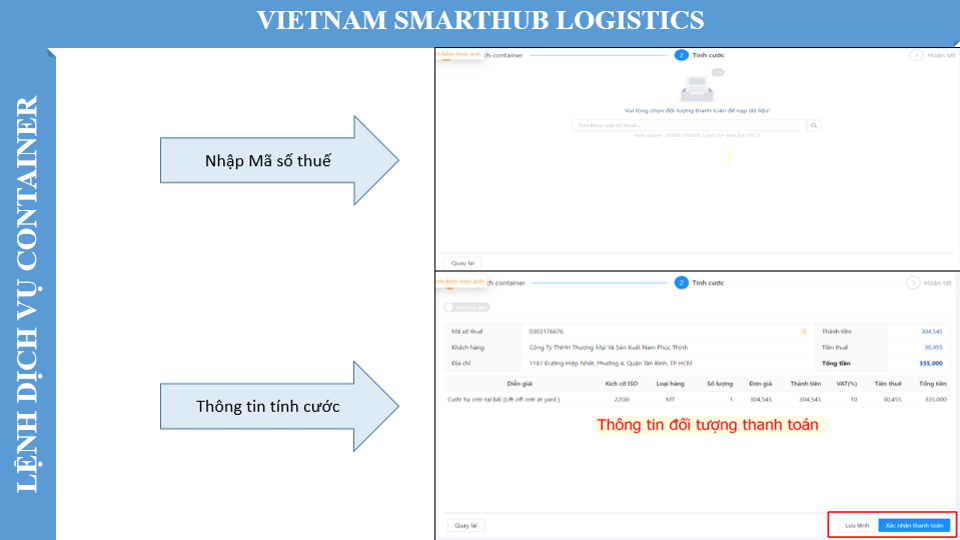 VIETNAM SMARTHUB LOGISTICS
LỆNH DỊCH VỤ CONTAINER
Nhập Mã số thuế
ch container
2 Tính cước
3 Hoàn tất
Vui lòng chọn đối tượng thanh toán để nạp dữ liệu!
Tìm theo mã số thuế...
Quay lại
Thông tin tính cước
ch container
2 Tính cước
3 Hoàn tất
Mã số thuế 0303176676 Thành tiền 304,545
Khách hàng Công Ty TNHH Thương Mại Và Sản Xuất Nam Phúc Thịnh Tiền thuế 30,455
Địa chỉ 1187 Đường Hiệp Nhất, Phường 4, Quận Tân Bình, TP HCM Tổng tiền 335,000
Diễn giải Kích cỡ ISO Loại hàng Số lượng Đơn giá Thành tiền VAT(%) Tiền thuế Tổng tiền
Cước hạ cntr tại bãi (Lift off cntr at yard ) 22G0 MT 1 304,545 304,545 10 30,455 335,000
Thông tin đối tượng thanh toán
Quay lại
Lưu lệnh
Xác nhận thanh toán